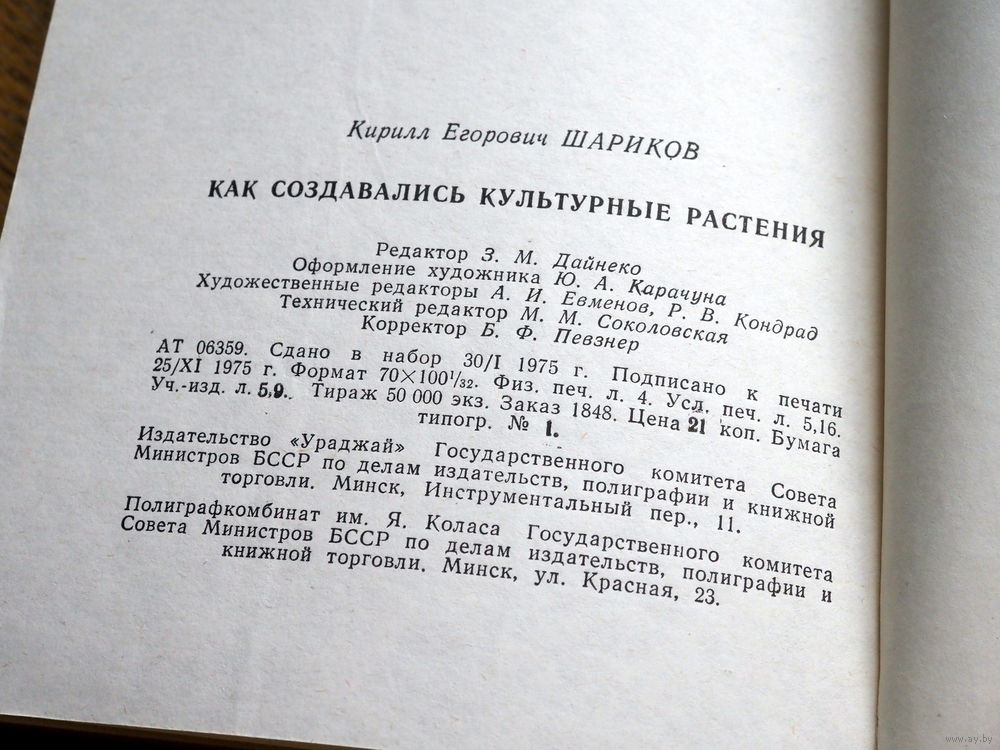 Кирилл Егорович ШАРИКОВ
КАК СОЗДАВАЛИСЬ КУЛЬТУРНЫЕ РАСТЕНИЯ
Редактор З. М. Дайнеко
Оформление художника Ю. А. Карачуна
Художественные редакторы А. И. Евменов, Р. В. Кондрад
Технический редактор М. М. Соколовская
Корректор Б. Ф. Певзнер
АТ 06359. Сдано в набор 30/I 1975 г. Подписано к печати
25/XI 1975 г. Формат 70×100¹/₃₂. Физ. печ. л. 4. Усл. печ. л. 5,16.
Уч.-изд. л. 5,9. Тираж 50 000 экз. Заказ 1848. Цена 21 коп. Бумага
типогр. № 1.
Издательство «Ураджай» Государственного комитета Совета
Министров БССР по делам издательств, полиграфии и книжной
торговли. Минск, Инструментальный пер., 11.
Полиграфкомбинат им. Я. Коласа Государственного комитета
Совета Министров БССР по делам издательств, полиграфии и
книжной торговли. Минск, ул. Красная, 23.
www.ay.by